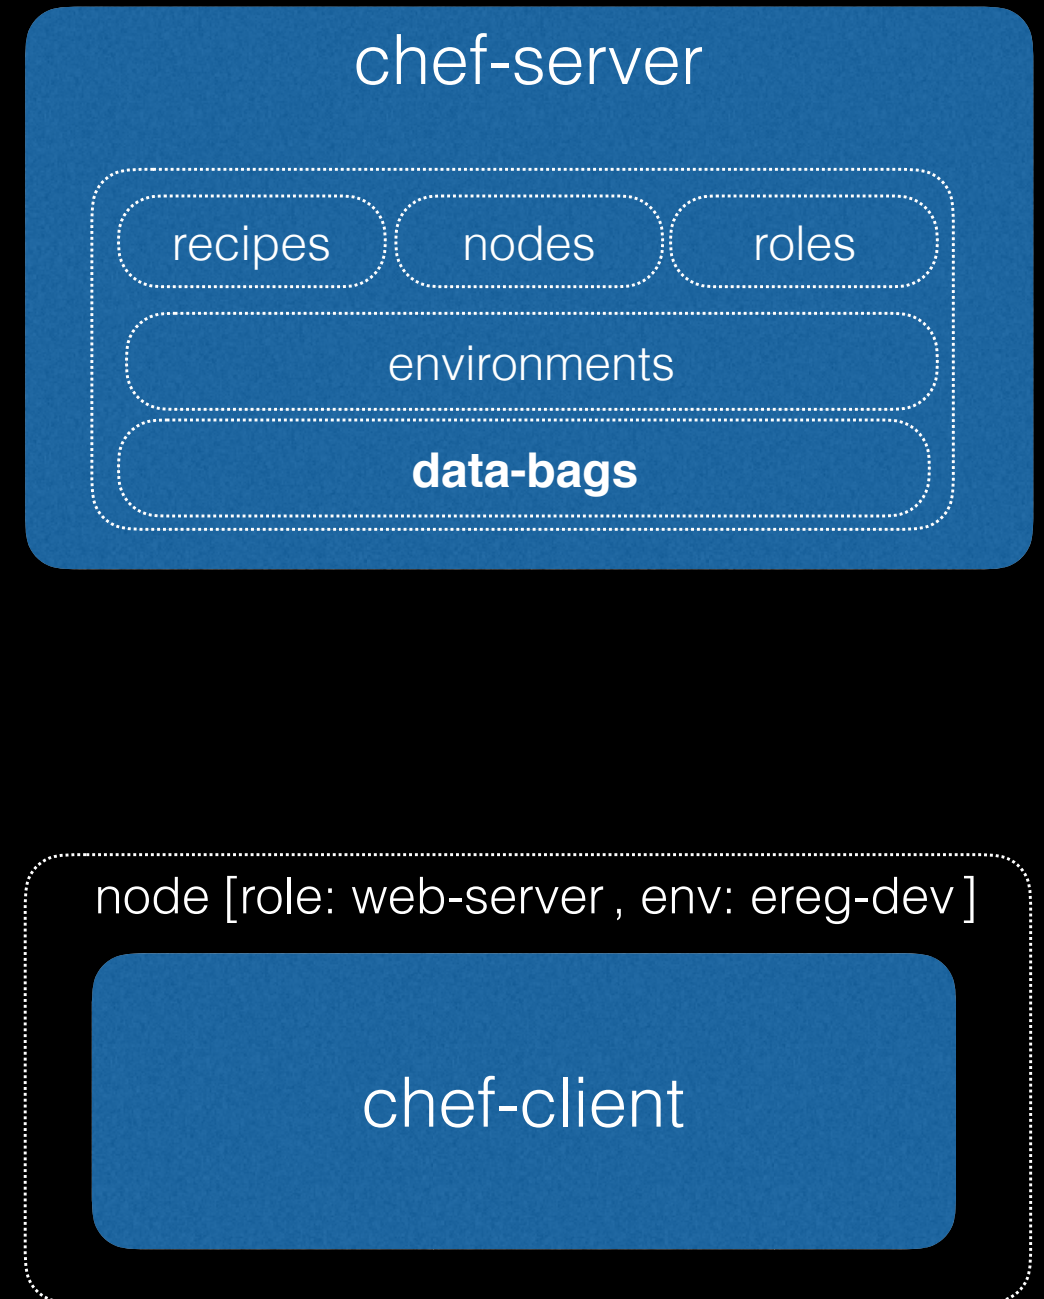 chef-server
recipes nodes roles
environments
data-bags
node [role: web-server , env: ereg-dev ]
chef-client